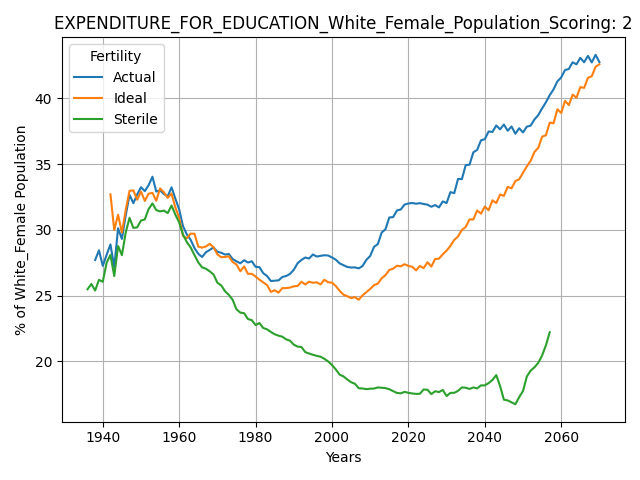 EXPENDITURE_FOR_EDUCATION_White_Female_Population_Scoring: 2
Fertility
Actual
Ideal
Sterile
% of White_Female Population
40
35
30
25
20
1940 1960 1980 2000 2020 2040 2060
Years